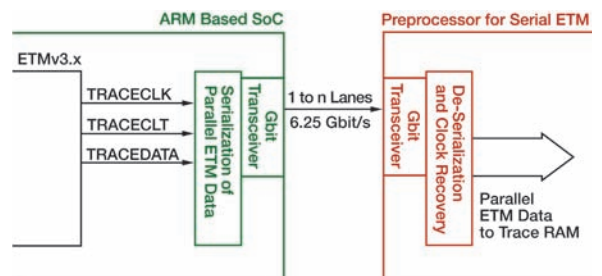 ARM Based SoC
Preprocessor for Serial ETM
ETMv3.x
TRACECLK
TRACECLT
TRACEDATA
Serialization of
Parallel ETM Data
Gbit
Transceiver
1 to n Lanes
6.25 Gbit/s
Gbit
Transceiver
De-Serialization
and Clock Recovery
Parallel
ETM Data
to Trace RAM